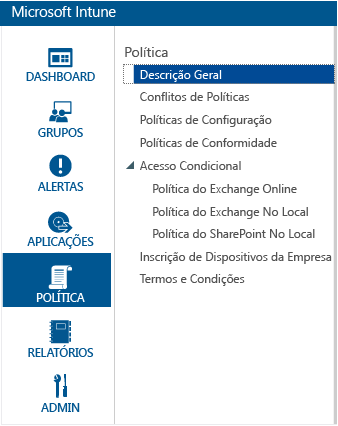 Microsoft Intune
DASHBOARD
GRUPOS
ALERTAS
APLICAÇÕES
POLÍTICA
RELATÓRIOS
ADMIN
Política
Descrição Geral
Conflitos de Políticas
Políticas de Configuração
Políticas de Conformidade
Acesso Condicional
Política do Exchange Online
Política do Exchange No Local
Política do SharePoint No Local
Inscrição de Dispositivos da Empresa
Termos e Condições